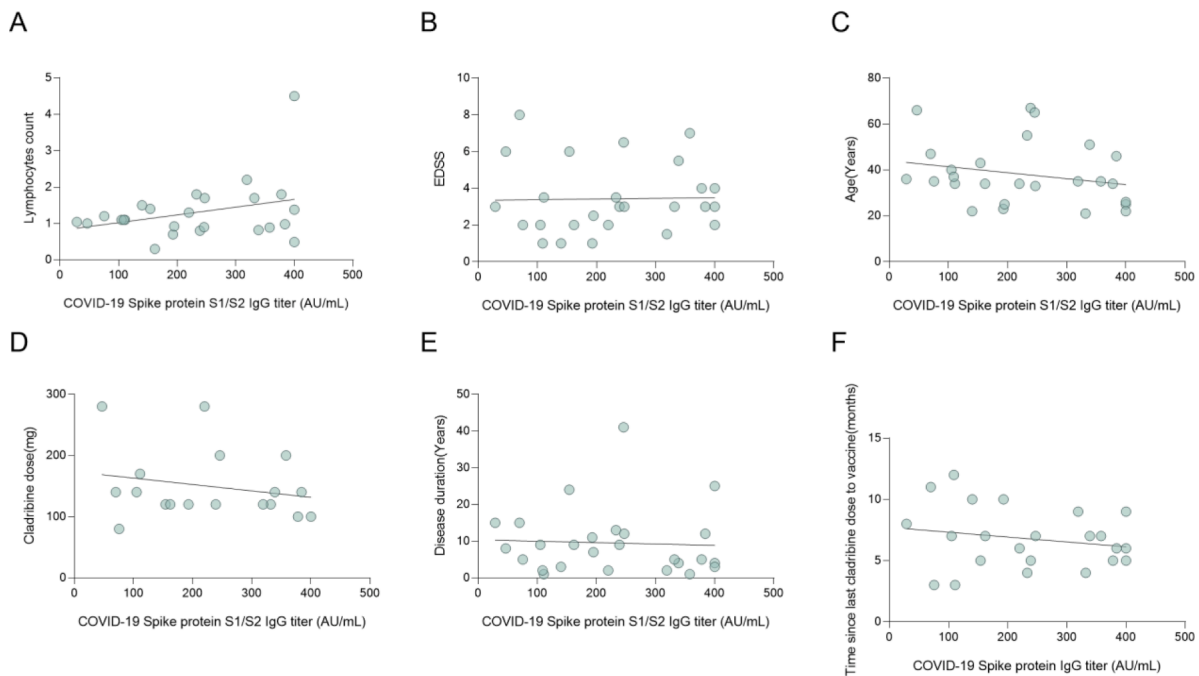 A
B
C
5
4
3
2
1
0
Lymphocytes count
0 100 200 300 400 500
COVID-19 Spike protein S1/S2 IgG titer (AU/mL)
10
8
6
4
2
0
EDSS
0 100 200 300 400 500
COVID-19 Spike protein S1/S2 IgG titer (AU/mL)
80
60
40
20
0
Age(Years)
0 100 200 300 400 500
COVID-19 Spike protein S1/S2 IgG titer (AU/mL)
D
E
F
300
200
100
0
Cladribine dose(mg)
0 100 200 300 400 500
COVID-19 Spike protein S1/S2 IgG titer (AU/mL)
50
40
30
20
10
0
Disease duration(Years)
0 100 200 300 400 500
COVID-19 Spike protein S1/S2 IgG titer (AU/mL)
15
10
5
0
Time since last cladribine dose to vaccine(months)
0 100 200 300 400 500
COVID-19 Spike protein IgG titer (AU/mL)